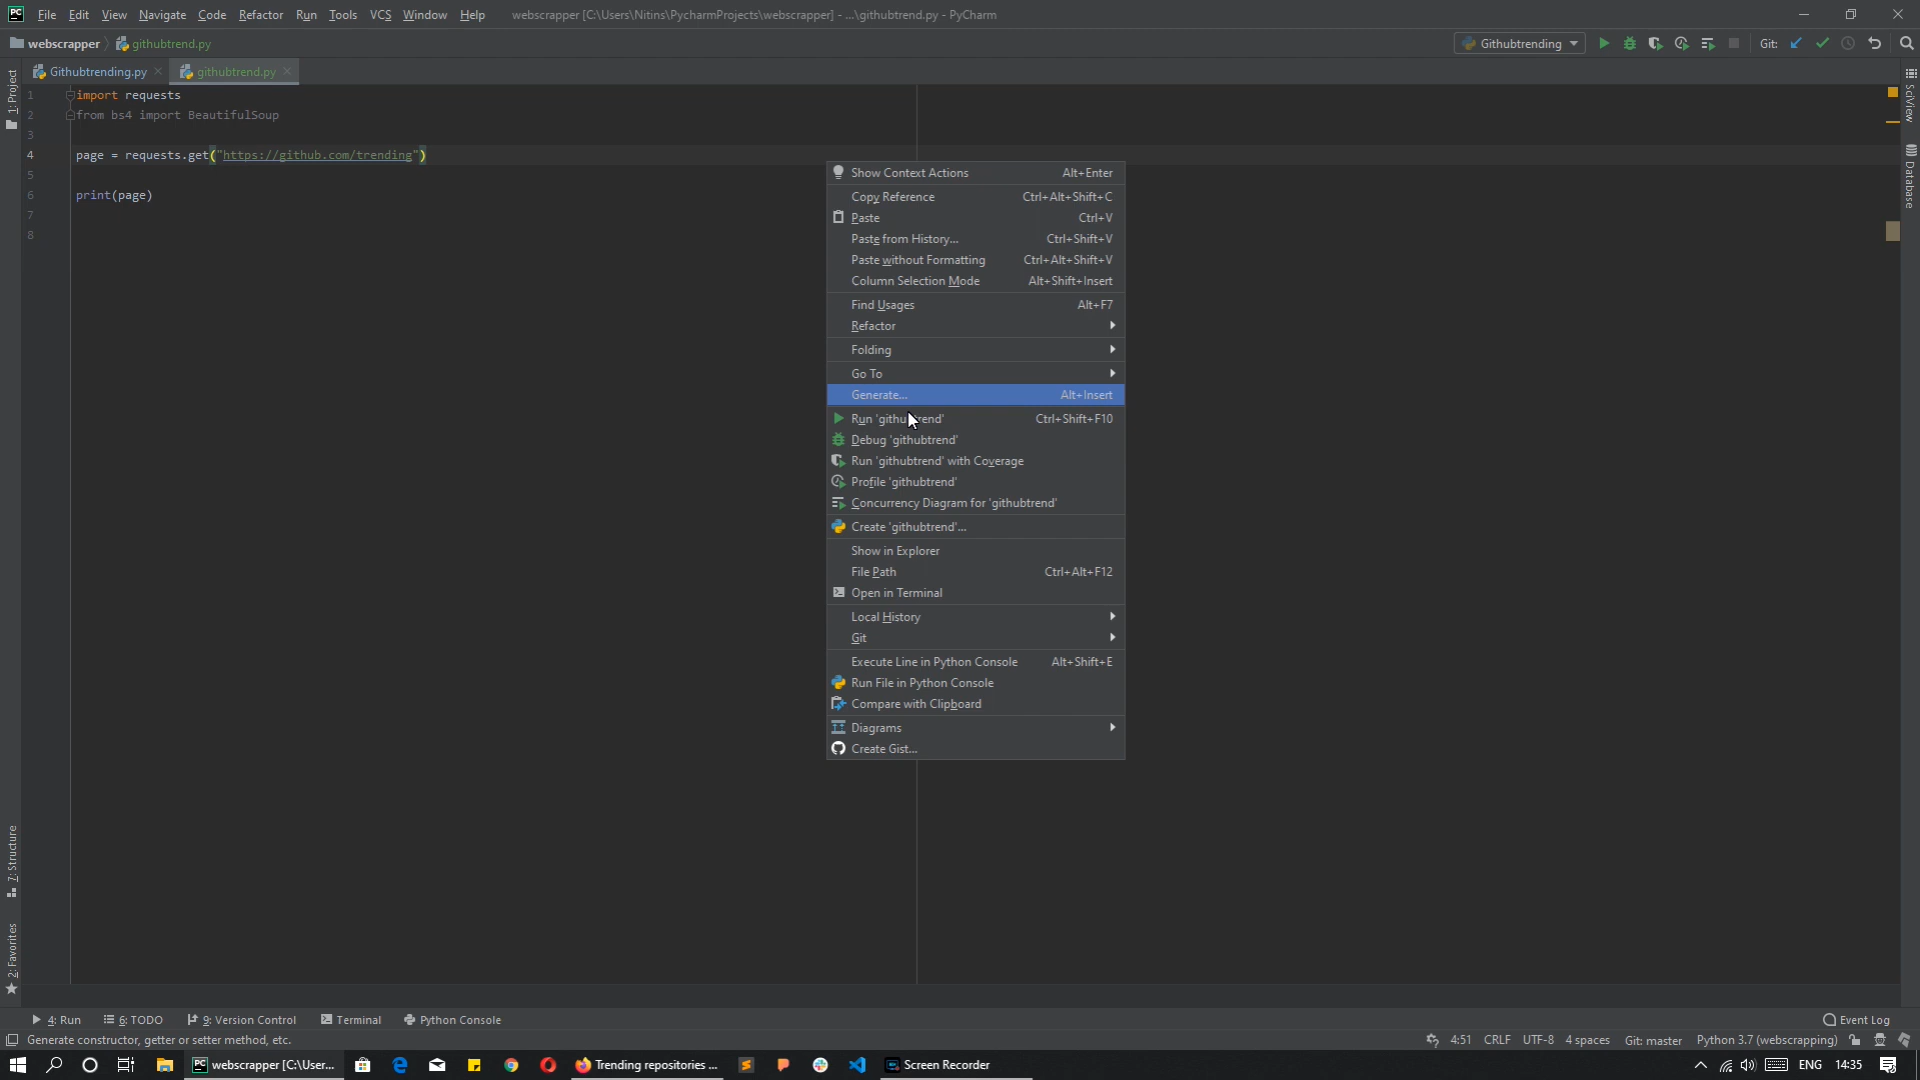 File Edit View Navigate Code Refactor Run Tools VCS Window Help webscrapper [C:\Users\Nitins\PycharmProjects\webscrapper] - ...\githubtrend.py - PyCharm
webscrapper githubtrend.py Githubtrending Git:
Githubtrending.py githubtrend.py
1: Project
SciView
Database
1 import requests
2 from bs4 import BeautifulSoup
3
4 page = requests.get("https://github.com/trending")
5
6 print(page)
7
8
Show Context Actions Alt+Enter
Copy Reference Ctrl+Alt+Shift+C
Paste Ctrl+V
Paste from History... Ctrl+Shift+V
Paste without Formatting Ctrl+Alt+Shift+V
Column Selection Mode Alt+Shift+Insert
Find Usages Alt+F7
Refactor
Folding
Go To
Generate... Alt+Insert
Run 'githubtrend' Ctrl+Shift+F10
Debug 'githubtrend'
Run 'githubtrend' with Coverage
Profile 'githubtrend'
Concurrency Diagram for 'githubtrend'
Create 'githubtrend'...
Show in Explorer
File Path Ctrl+Alt+F12
Open in Terminal
Local History
Git
Execute Line in Python Console Alt+Shift+E
Run File in Python Console
Compare with Clipboard
Diagrams
Create Gist...
7: Structure
2: Favorites
4: Run 6: TODO 9: Version Control Terminal Python Console Event Log
Generate constructor, getter or setter method, etc. 4:51 CRLF UTF-8 4 spaces Git: master Python 3.7 (webscrapping)
webscrapper [C:\User... Trending repositories ... Screen Recorder ENG 14:35